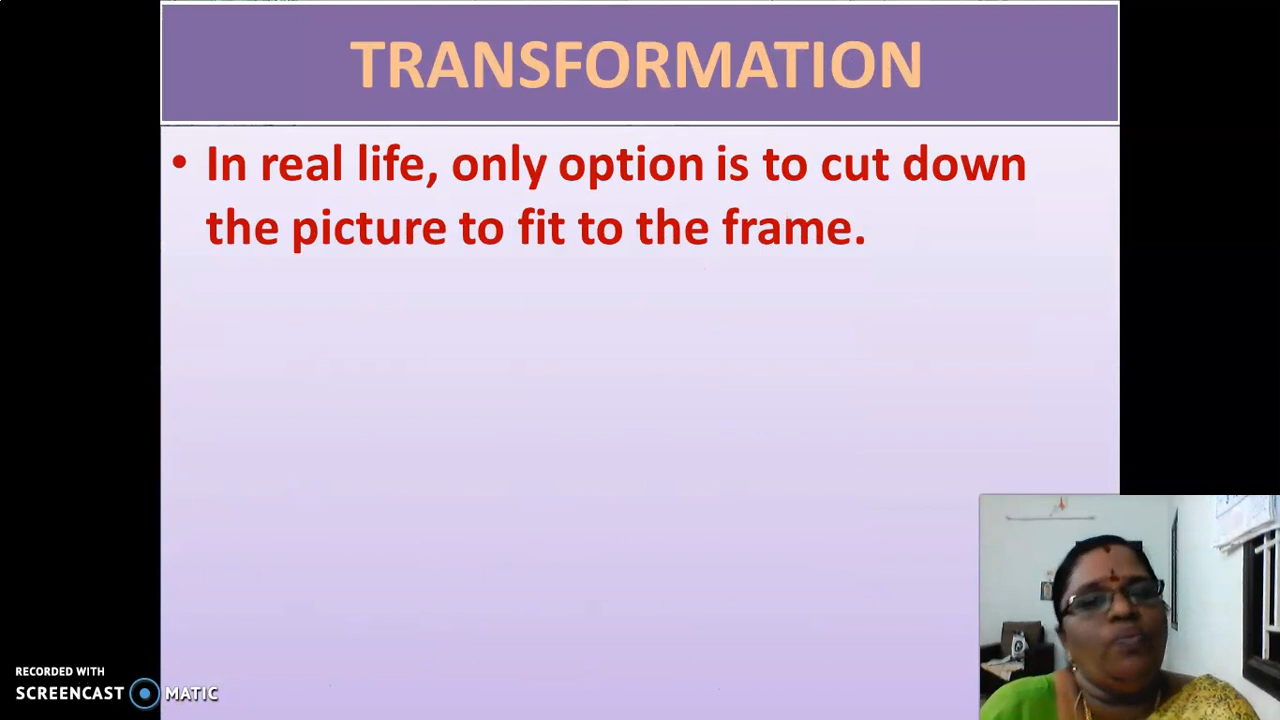 TRANSFORMATION
• In real life, only option is to cut down
the picture to fit to the frame.
RECORDED WITH
SCREENCAST MATIC